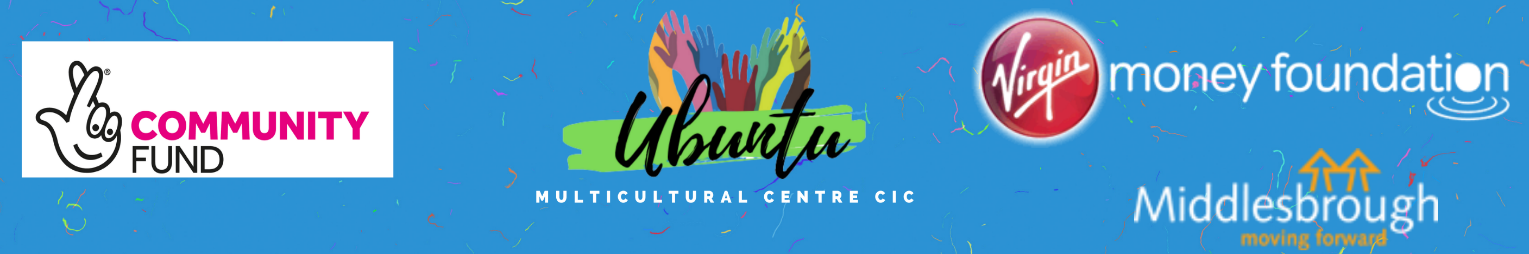 COMMUNITY
FUND
Ubuntu
MULTICULTURAL CENTRE CIC
Virgin money foundation
Middlesbrough
moving forward